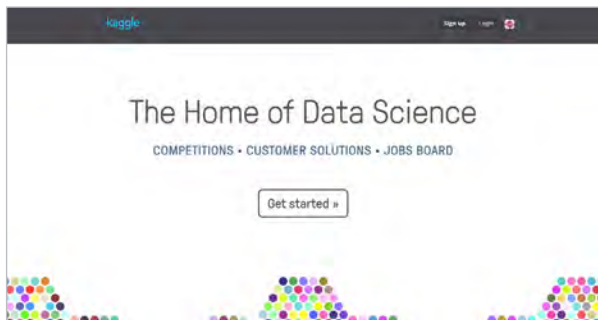 kaggle
Sign up Login
The Home of Data Science
COMPETITIONS • CUSTOMER SOLUTIONS • JOBS BOARD
Get started »